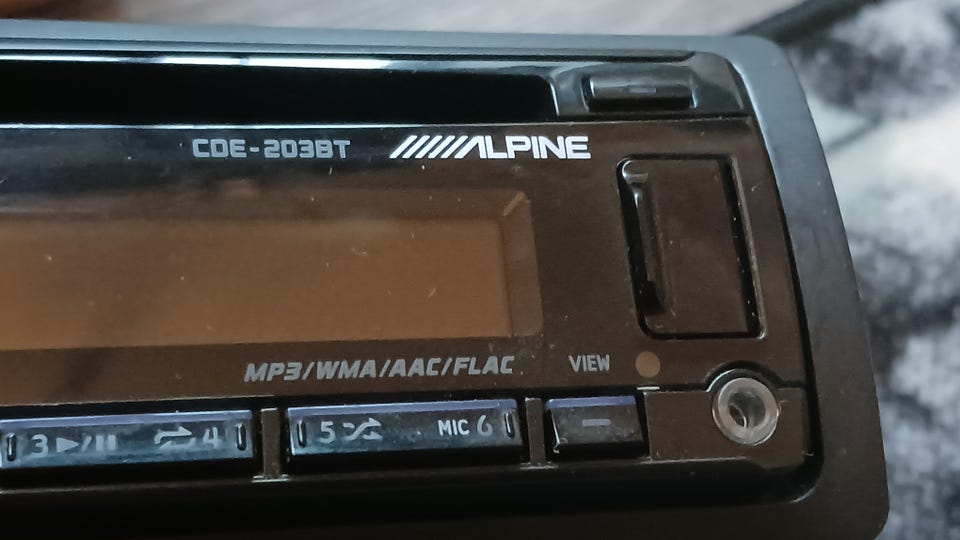 CDE-203BT ALPINE
MP3/WMA/AAC/FLAC VIEW
3 4 5 MIC 6